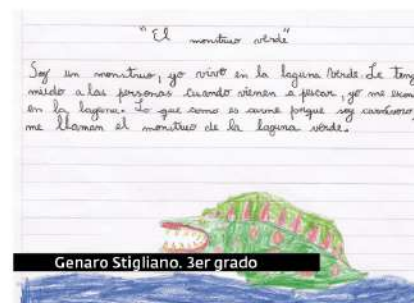 "El monstruo verde"
Soy un monstruo, yo vivo en la laguna Verde. Le teng
miedo a las personas cuando vienen a pescar, yo me escon
en la laguna. Lo que como es carne porque soy carnívoro,
me llaman el monstruo de la laguna verde.
Genaro Stigliano. 3er grado